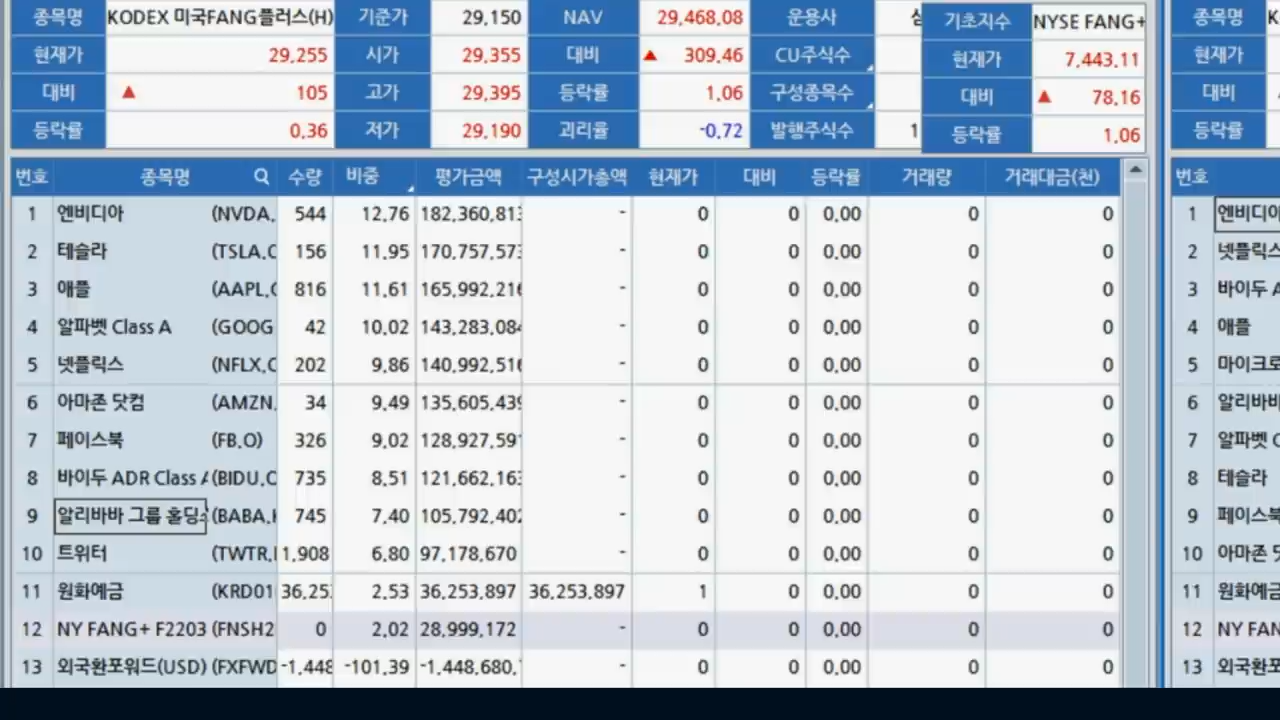 종목명 KODEX 미국FANG플러스(H) 기준가 29,150 NAV 29,468.08 운용사 기초지수 NYSE FANG+ 종목명 K
현재가 29,255 시가 29,355 대비 ▲ 309.46 CU주식수 현재가 7,443.11 현재가
대비 ▲ 105 고가 29,395 등락률 1.06 구성종목수 대비 ▲ 78.16 대비
등락률 0.36 저가 29,190 괴리율 -0.72 발행주식수 1 등락률 1.06 등락률
번호 종목명 수량 비중 평가금액 구성시가총액 현재가 대비 등락률 거래량 거래대금(천) 번호
1 엔비디아 (NVDA. 544 12.76 182,360,813 - 0 0 0.00 0 0 1 엔비디아
2 테슬라 (TSLA.O 156 11.95 170,757,573 - 0 0 0.00 0 0 2 넷플릭스
3 애플 (AAPL.O 816 11.61 165,992,216 - 0 0 0.00 0 0 3 바이두 A
4 알파벳 Class A (GOOG 42 10.02 143,283,084 - 0 0 0.00 0 0 4 애플
5 넷플릭스 (NFLX.O 202 9.86 140,992,516 - 0 0 0.00 0 0 5 마이크로
6 아마존 닷컴 (AMZN. 34 9.49 135,605,439 - 0 0 0.00 0 0 6 알리바바
7 페이스북 (FB.O) 326 9.02 128,927,591 - 0 0 0.00 0 0 7 알파벳 C
8 바이두 ADR Class A (BIDU.O 735 8.51 121,662,163 - 0 0 0.00 0 0 8 테슬라
9 알리바바 그룹 홀딩스 (BABA.K 745 7.40 105,792,402 - 0 0 0.00 0 0 9 페이스북
10 트위터 (TWTR. 1,908 6.80 97,178,670 - 0 0 0.00 0 0 10 아마존 닷
11 원화예금 (KRD01 36,253 2.53 36,253,897 36,253,897 1 0 0.00 0 0 11 원화예금
12 NY FANG+ F2203 (FNSH2 0 2.02 28,999,172 - 0 0 0.00 0 0 12 NY FAN
13 외국환포워드(USD) (FXFWD -1,448 -101.39 -1,448,680, - 0 0 0.00 0 0 13 외국환포